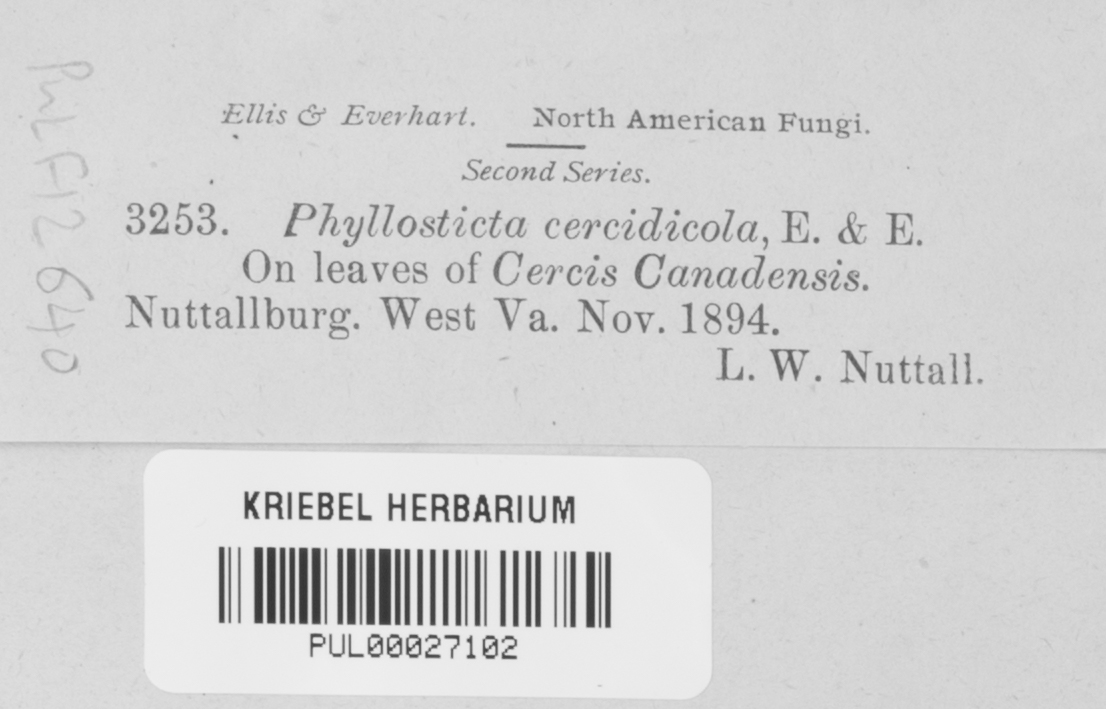 Ellis & Everhart. North American Fungi.
Second Series.
3253. Phyllosticta cercidicola, E. & E.
On leaves of Cercis Canadensis.
Nuttallburg. West Va. Nov. 1894.
L. W. Nuttall.
PUL F12640
KRIEBEL HERBARIUM
PUL00027102